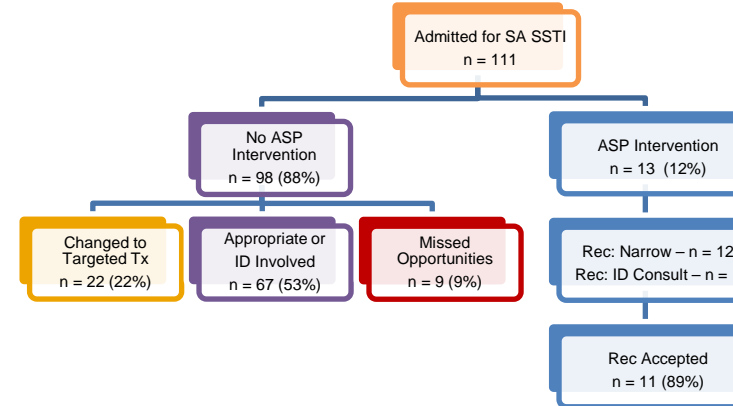 Admitted for SA SSTI
n = 111
No ASP
Intervention
n = 98 (88%)
ASP Intervention
n = 13 (12%)
Changed to
Targeted Tx
n = 22 (22%)
Appropriate or
ID Involved
n = 67 (53%)
Missed
Opportunities
n = 9 (9%)
Rec: Narrow – n = 12
Rec: ID Consult – n =
Rec Accepted
n = 11 (89%)